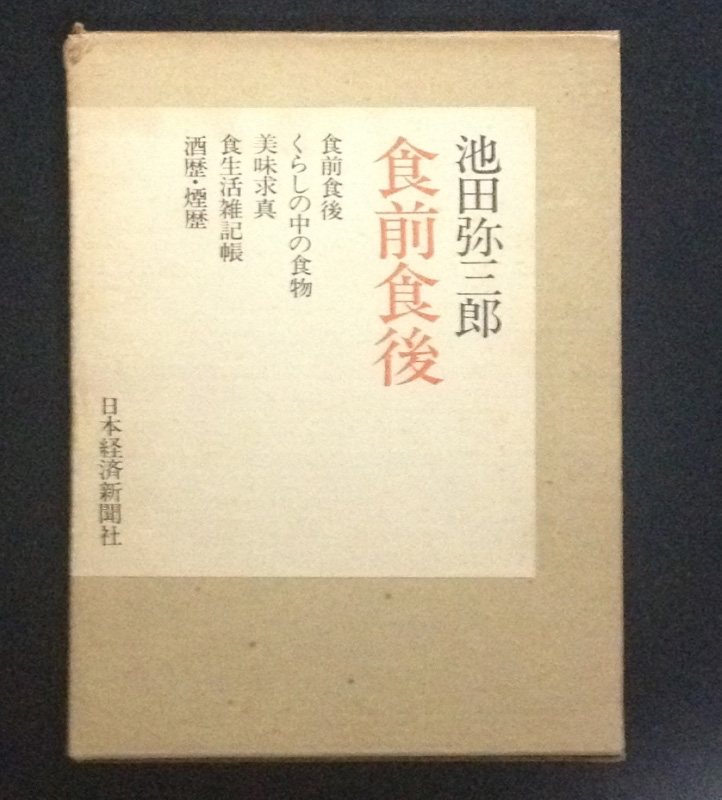 池田弥三郎
食前食後
食前食後
くらしの中の食物
美味求真
食生活雑記帳
酒歴・煙歴
日本経済新聞社